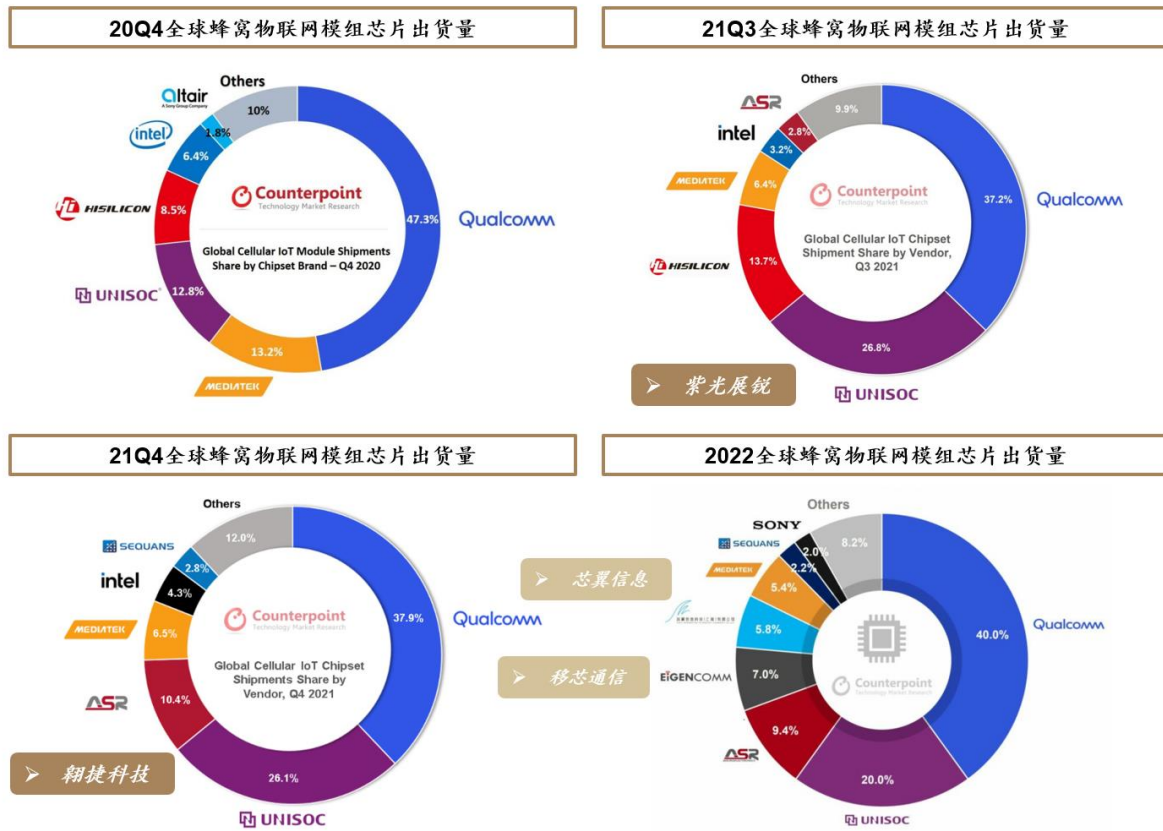 20Q4全球蜂窝物联网模组芯片出货量
Others
altair
A Sony Group Company
10%
1.8%
intel
6.4%
HISILICON
8.5%
Counterpoint
Technology Market Research
47.3%
Qualcomm
Global Cellular IoT Module Shipments
Share by Chipset Brand – Q4 2020
UNISOC
12.8%
13.2%
MEDIATEK
21Q3全球蜂窝物联网模组芯片出货量
Others
ASR
9.9%
2.8%
intel
3.2%
MEDIATEK
6.4%
Counterpoint
Technology Market Research
37.2%
Qualcomm
Global Cellular IoT Chipset
Shipment Share by Vendor,
Q3 2021
HISILICON
13.7%
26.8%
➢ 紫光展锐
UNISOC
21Q4全球蜂窝物联网模组芯片出货量
Others
12.0%
SEQUANS
2.8%
intel
4.3%
MEDIATEK
6.5%
Counterpoint
Technology Market Research
37.9%
Qualcomm
Global Cellular IoT Chipset
Shipments Share by
Vendor, Q4 2021
ASR
10.4%
➢ 翱捷科技
26.1%
UNISOC
2022全球蜂窝物联网模组芯片出货量
Others
SONY
8.2%
2.0%
SEQUANS
2.2%
MEDIATEK
5.4%
➢ 芯翼信息
5.8%
40.0%
Qualcomm
➢ 移芯通信
EIGENCOMM
7.0%
Counterpoint
Technology Market Research
ASR
9.4%
20.0%
UNISOC